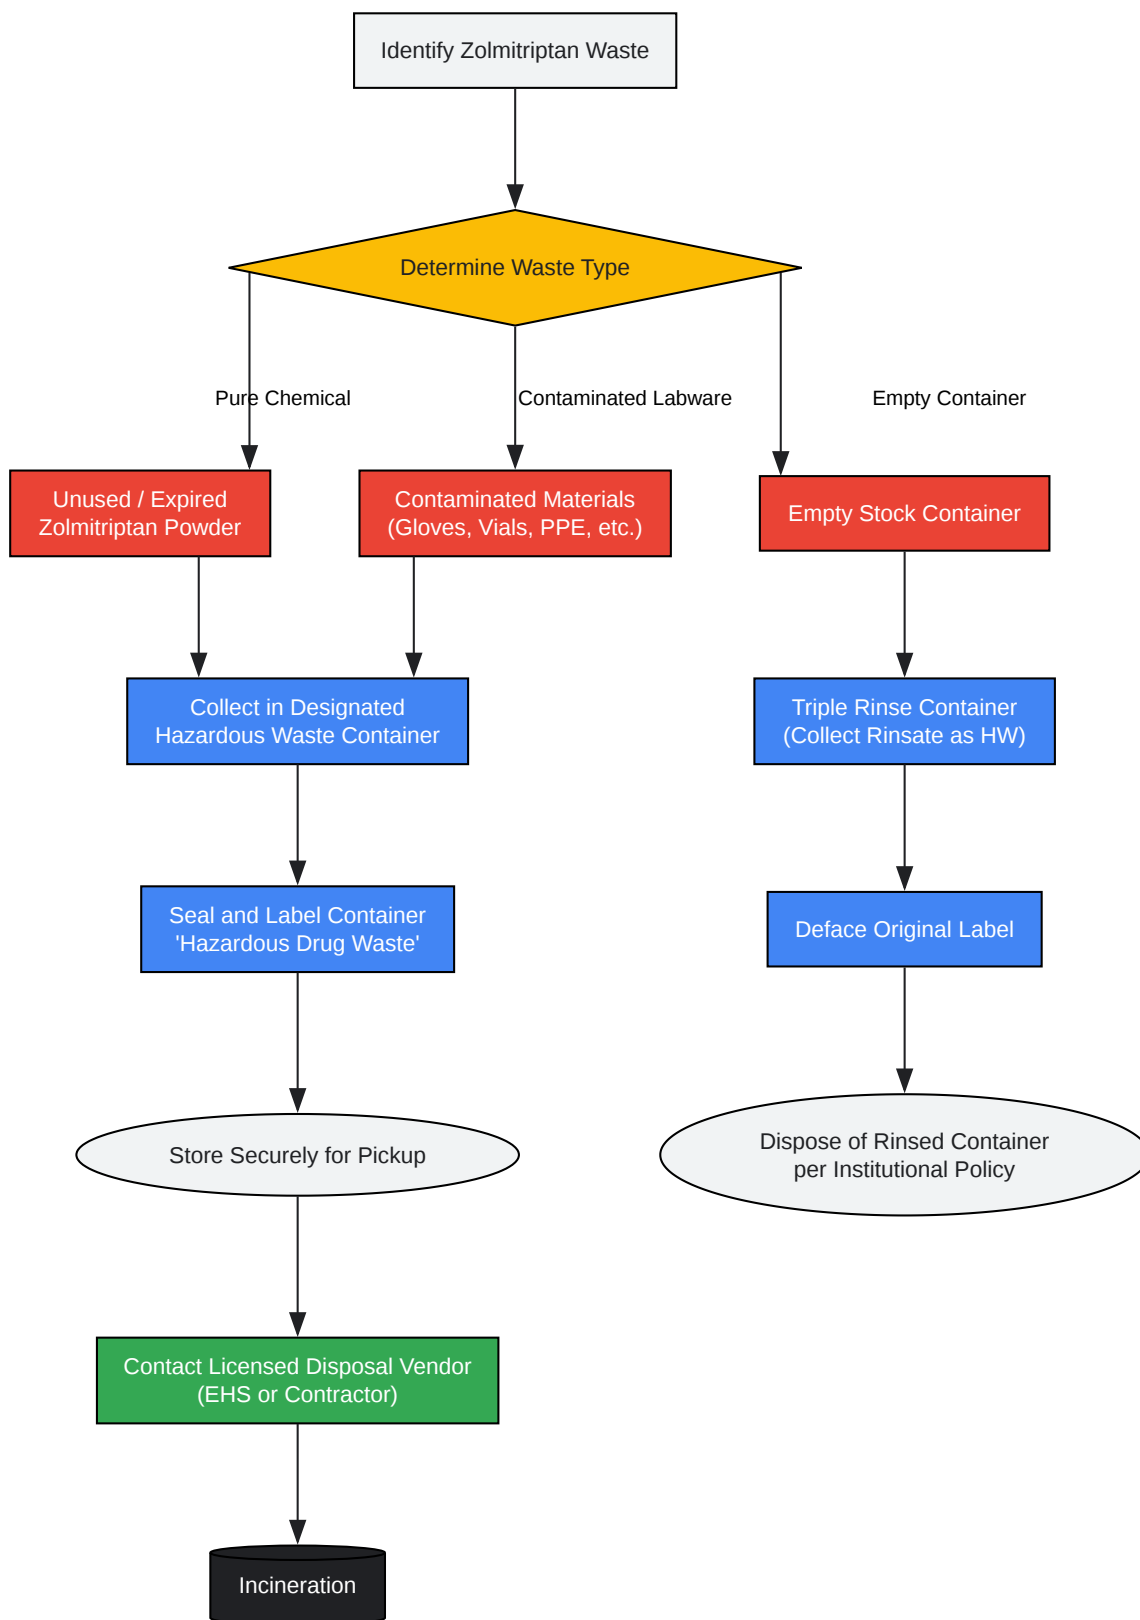 Identify Zolmitriptan Waste
Determine Waste Type
Pure Chemical
Contaminated Labware
Empty Container
Unused / Expired
Zolmitriptan Powder
Contaminated Materials
(Gloves, Vials, PPE, etc.)
Empty Stock Container
Collect in Designated
Hazardous Waste Container
Triple Rinse Container
(Collect Rinsate as HW)
Seal and Label Container
'Hazardous Drug Waste'
Deface Original Label
Store Securely for Pickup
Dispose of Rinsed Container
per Institutional Policy
Contact Licensed Disposal Vendor
(EHS or Contractor)
Incineration